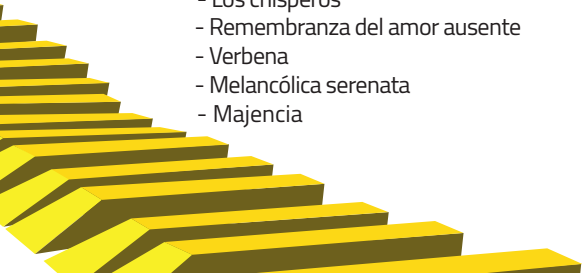 - Los chisperos
- Remembranza del amor ausente
- Verbena
- Melancólica serenata
- Majencia